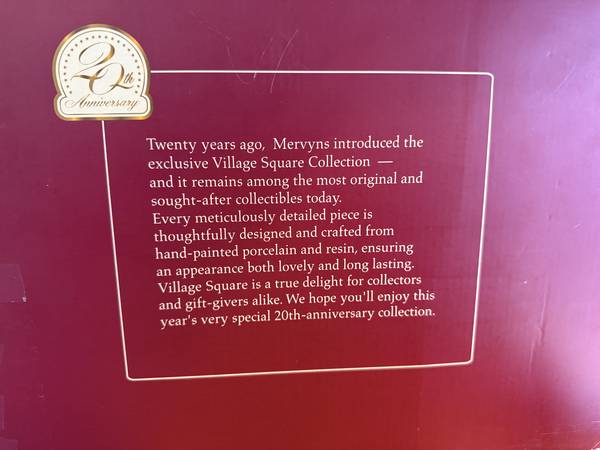 20th
Anniversary
Twenty years ago, Mervyns introduced the
exclusive Village Square Collection —
and it remains among the most original and
sought-after collectibles today.
Every meticulously detailed piece is
thoughtfully designed and crafted from
hand-painted porcelain and resin, ensuring
an appearance both lovely and long lasting.
Village Square is a true delight for collectors
and gift-givers alike. We hope you'll enjoy this
year's very special 20th-anniversary collection.